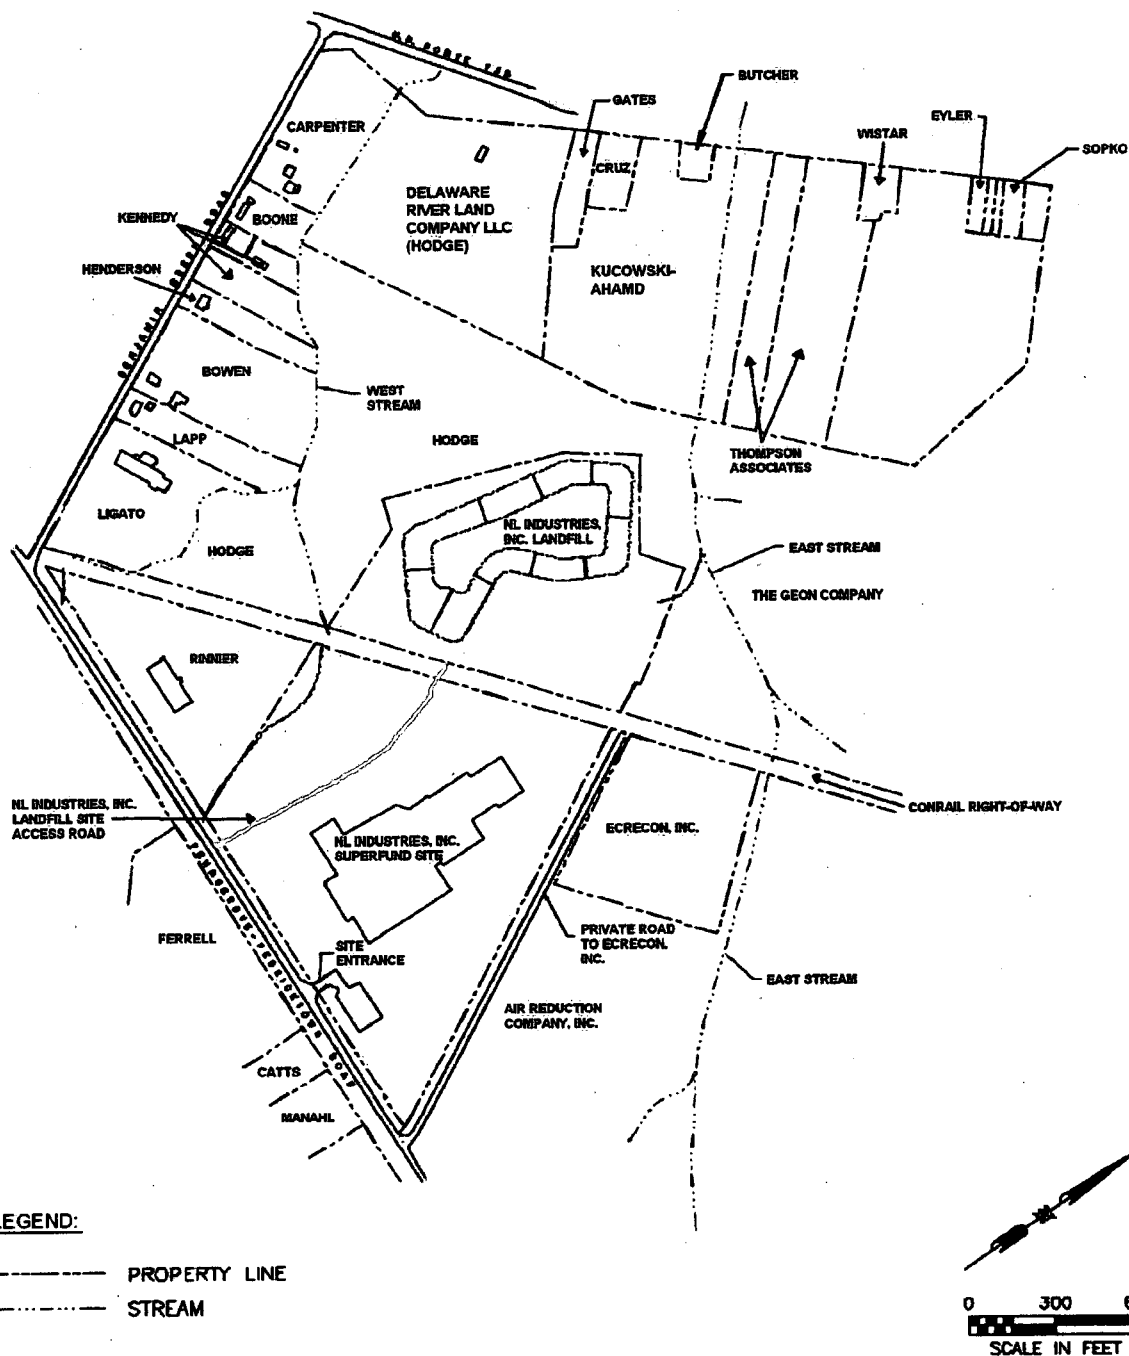 U.S. ROUTE 130
BUTCHER
GATES
EYLER
CARPENTER
WISTAR
SOPKO
CRUZ
DELAWARE
RIVER LAND
COMPANY LLC
(HODGE)
KENNEDY
BOONE
HENDERSON
KUCOWSKI-
AHAMD
BOWEN
WEST
STREAM
LAPP
HODGE
THOMPSON
ASSOCIATES
LIGATO
NL INDUSTRIES,
INC. LANDFILL
HODGE
EAST STREAM
THE GEON COMPANY
RINNIER
NL INDUSTRIES, INC.
LANDFILL SITE
ACCESS ROAD
CONRAIL RIGHT-OF-WAY
NL INDUSTRIES, INC.
SUPERFUND SITE
ECRECON, INC.
FERRELL
SITE
ENTRANCE
PRIVATE ROAD
TO ECRECON,
INC.
EAST STREAM
AIR REDUCTION
COMPANY, INC.
CATTS
MANAHL
LEGEND:
PROPERTY LINE
STREAM
0 300
SCALE IN FEET